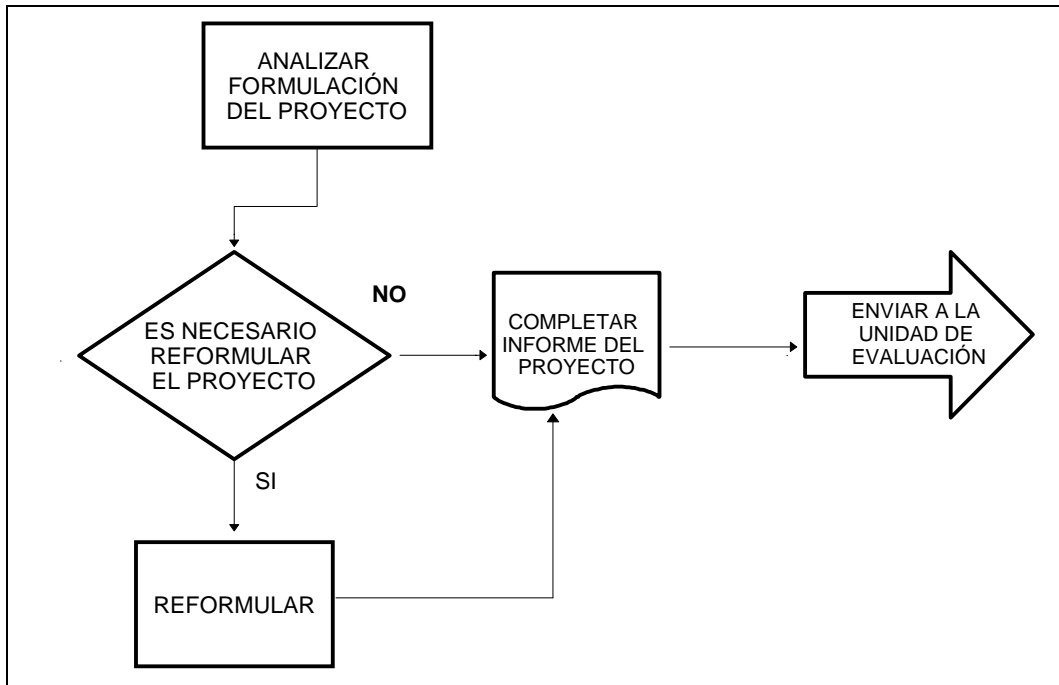 ANALIZAR
FORMULACIÓN
DEL PROYECTO
ES NECESARIO
REFORMULAR
EL PROYECTO
NO
COMPLETAR
INFORME DEL
PROYECTO
ENVIAR A LA
UNIDAD DE
EVALUACIÓN
SI
REFORMULAR